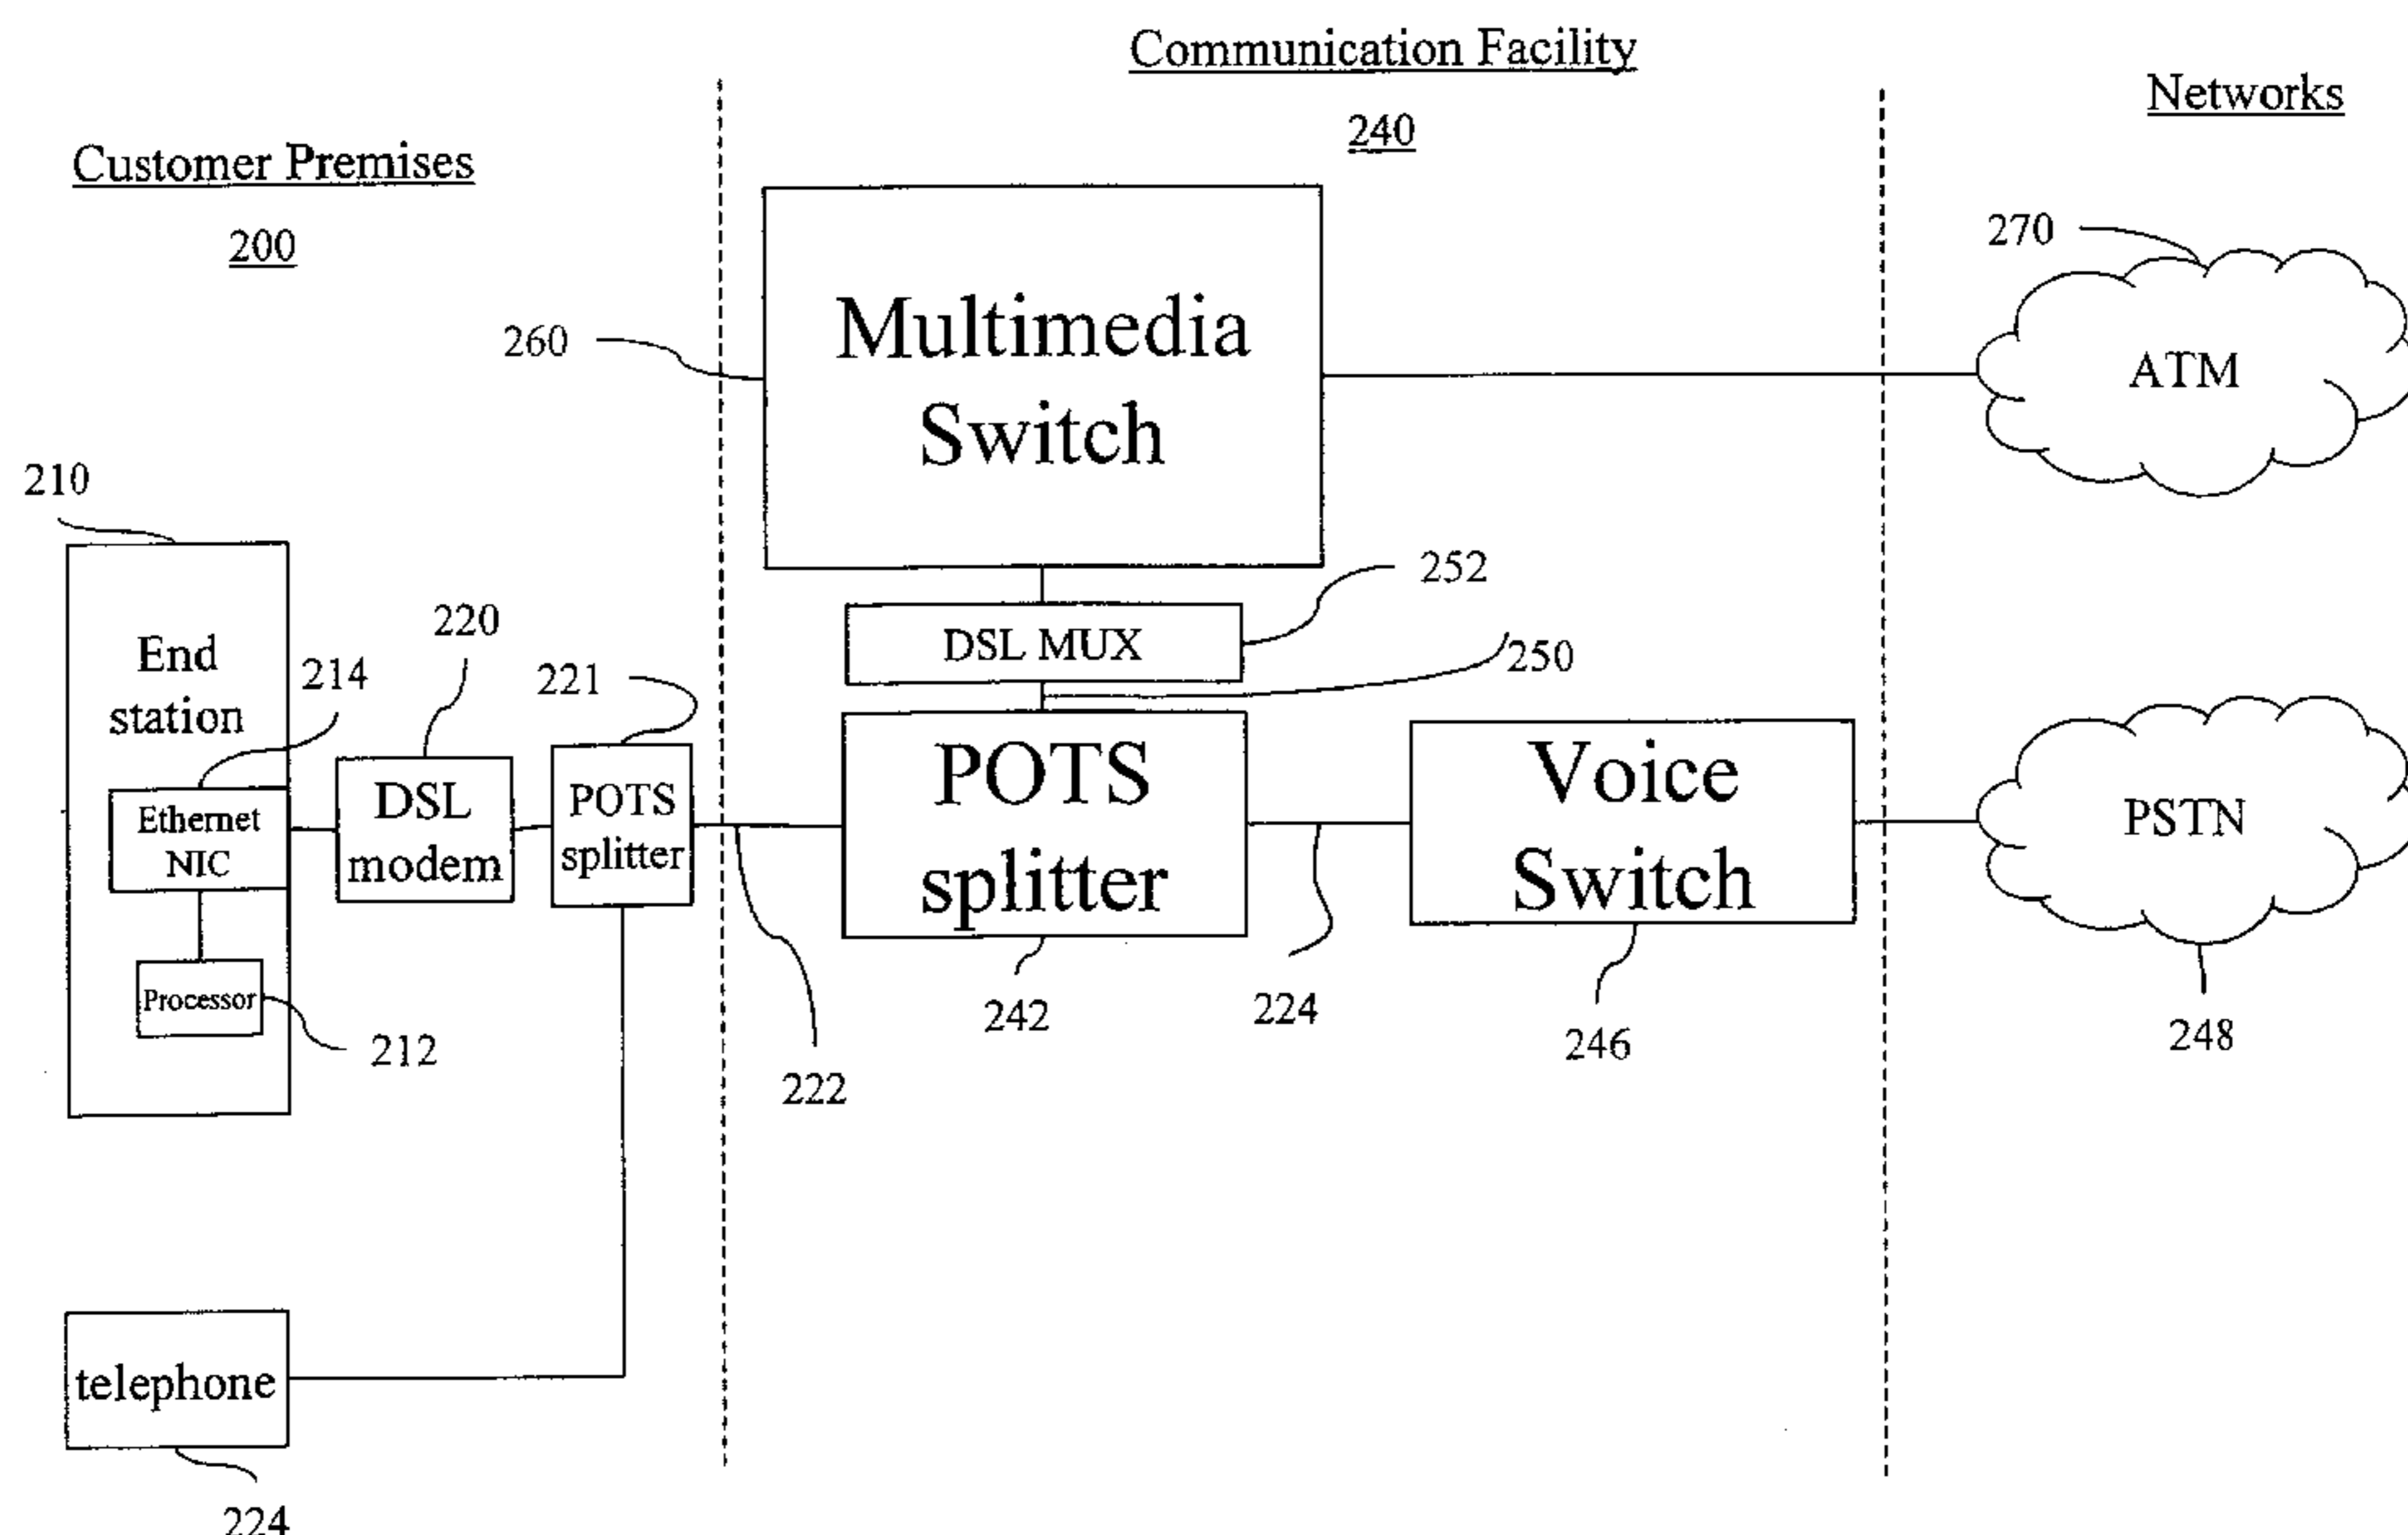 Communication Facility
240
Networks
Customer Premises
200
270
260
Multimedia
Switch
ATM
210
252
DSL MUX
250
End
station
214
220
221
Ethernet
NIC
DSL
modem
POTS
splitter
POTS
splitter
Voice
Switch
PSTN
Processor
212
222
242
224
246
248
telephone
224